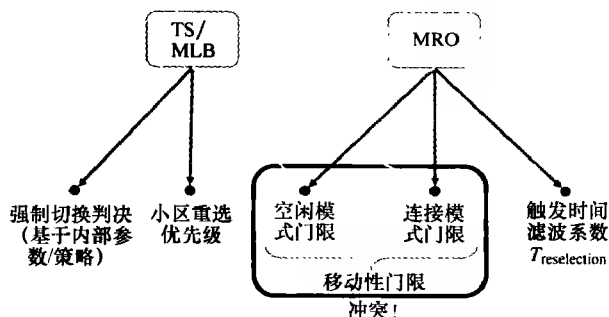 TS/
MLB
MRO
强制切换判决
（基于内部参
数/策略）
小区重选
优先级
空闲模
式门限
连接模
式门限
触发时间
滤波系数
Treselection
移动性门限
冲突！